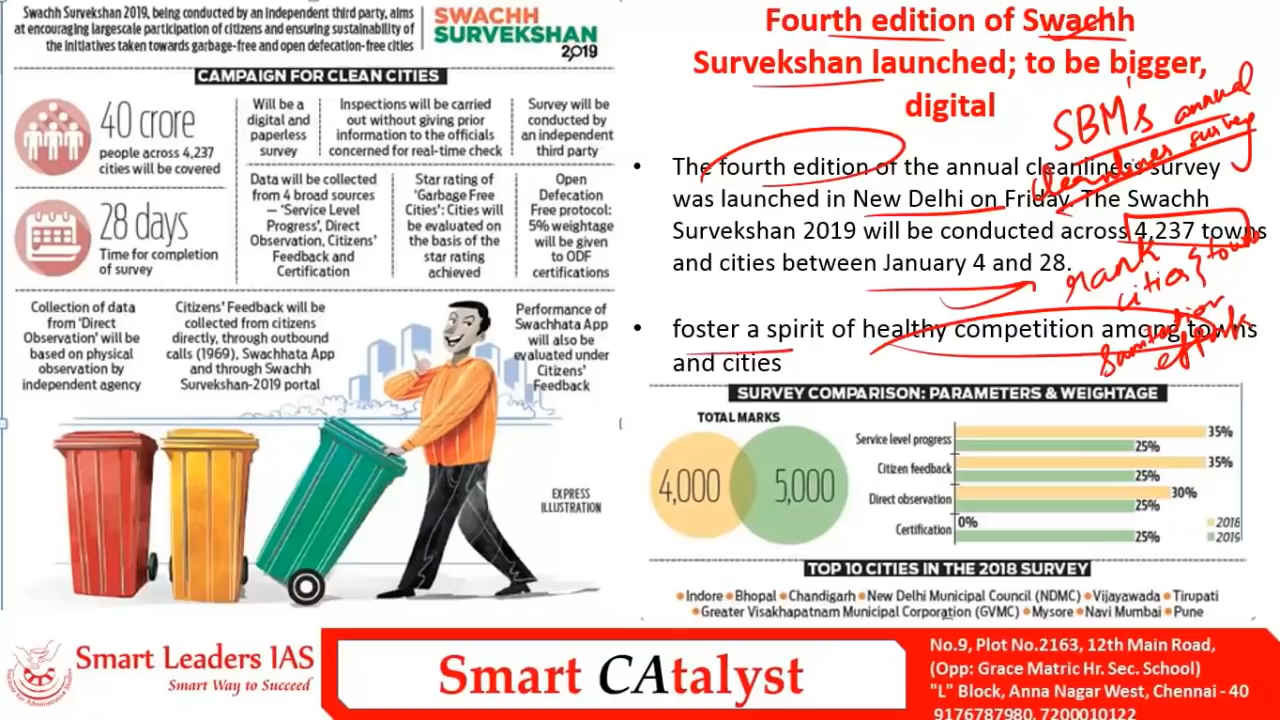 Swachh Survekshan 2019, being conducted by an independent third party, aims
at encouraging largescale participation of citizens and ensuring sustainability of
the initiatives taken towards garbage-free and open defecation-free cities
SWACHH
SURVEKSHAN
2019
CAMPAIGN FOR CLEAN CITIES
40 crore
people across 4,237
cities will be covered
28 days
Time for completion
of survey
Will be a
digital and
paperless
survey
Inspections will be carried
out without giving prior
information to the officials
concerned for real-time check
Survey will be
conducted by
an independent
third party
Data will be collected
from 4 broad sources
— 'Service Level
Progress', Direct
Observation, Citizens'
Feedback and
Certification
Star rating of
'Garbage Free
Cities': Cities will
be evaluated on
the basis of the
star rating
achieved
Open
Defecation
Free protocol:
5% weightage
will be given
to ODF
certifications
Collection of data
from 'Direct
Observation' will be
based on physical
observation by
independent agency
Citizens' Feedback will be
collected from citizens
directly, through outbound
calls (1969), Swachhata App
and through Swachh
Survekshan-2019 portal
Performance of
Swachhata App
will also be
evaluated under
Citizens'
Feedback
EXPRESS
ILLUSTRATION
Fourth edition of Swachh
Survekshan launched; to be bigger,
digital
SBM's annual
cleanliness survey
• The fourth edition of the annual cleanliness survey
was launched in New Delhi on Friday. The Swachh
Survekshan 2019 will be conducted across 4,237 towns
and cities between January 4 and 28.
rank
cities & towns
sanitation
efforts
• foster a spirit of healthy competition among towns
and cities
SURVEY COMPARISON: PARAMETERS & WEIGHTAGE
TOTAL MARKS
4,000
5,000
Service level progress
35%
25%
Citizen feedback
35%
25%
Direct observation
30%
25%
Certification
0%
25%
2018
2019
TOP 10 CITIES IN THE 2018 SURVEY
• Indore • Bhopal • Chandigarh • New Delhi Municipal Council (NDMC) • Vijayawada • Tirupati
• Greater Visakhapatnam Municipal Corporation (GVMC) • Mysore • Navi Mumbai • Pune
Smart Leaders IAS
Smart Way to Succeed
Smart CAtalyst
No.9, Plot No.2163, 12th Main Road,
(Opp: Grace Matric Hr. Sec. School)
"L" Block, Anna Nagar West, Chennai - 40
9176787980, 7200010122